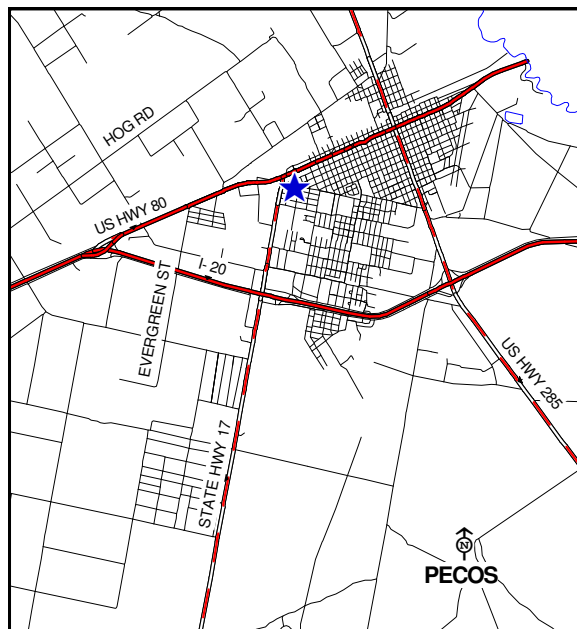 HOG RD
US HWY 80
I- 20
EVERGREEN ST
US HWY 285
STATE HWY 17
N
PECOS